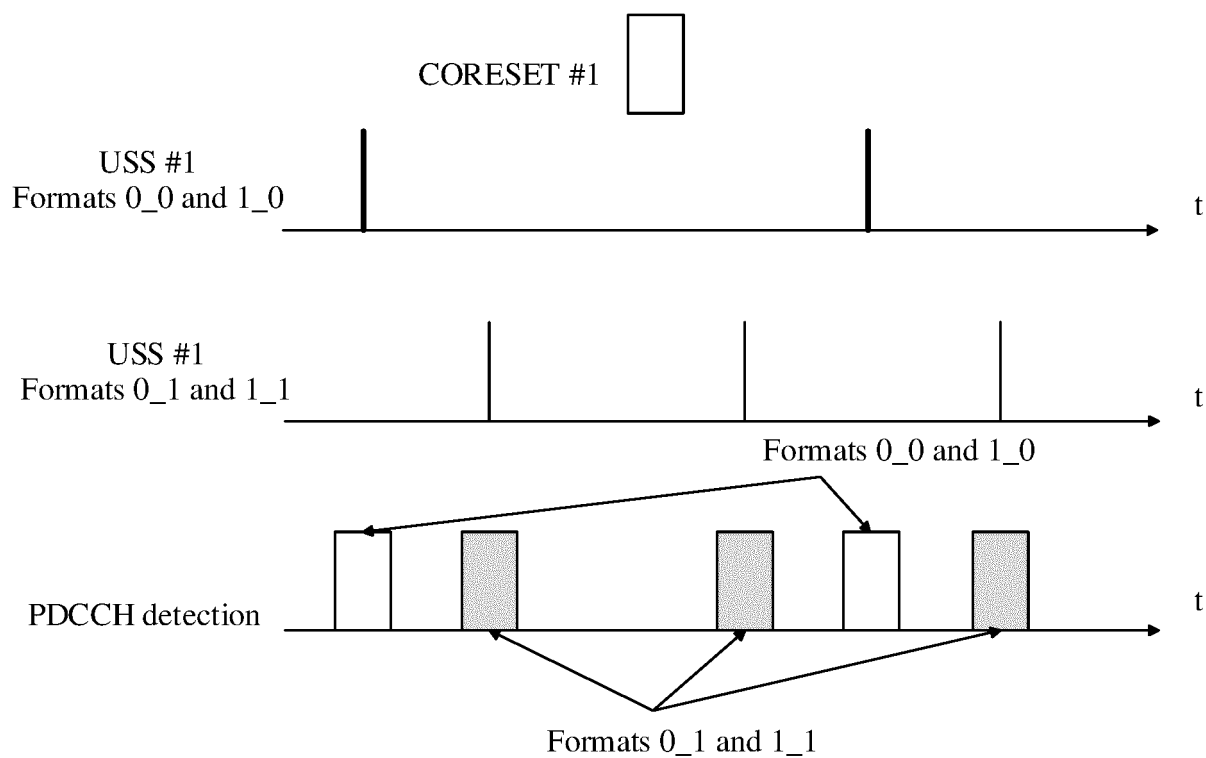 CORESET #1
USS #1
Formats 0_0 and 1_0
t
USS #1
Formats 0_1 and 1_1
t
Formats 0_0 and 1_0
PDCCH detection
t
Formats 0_1 and 1_1